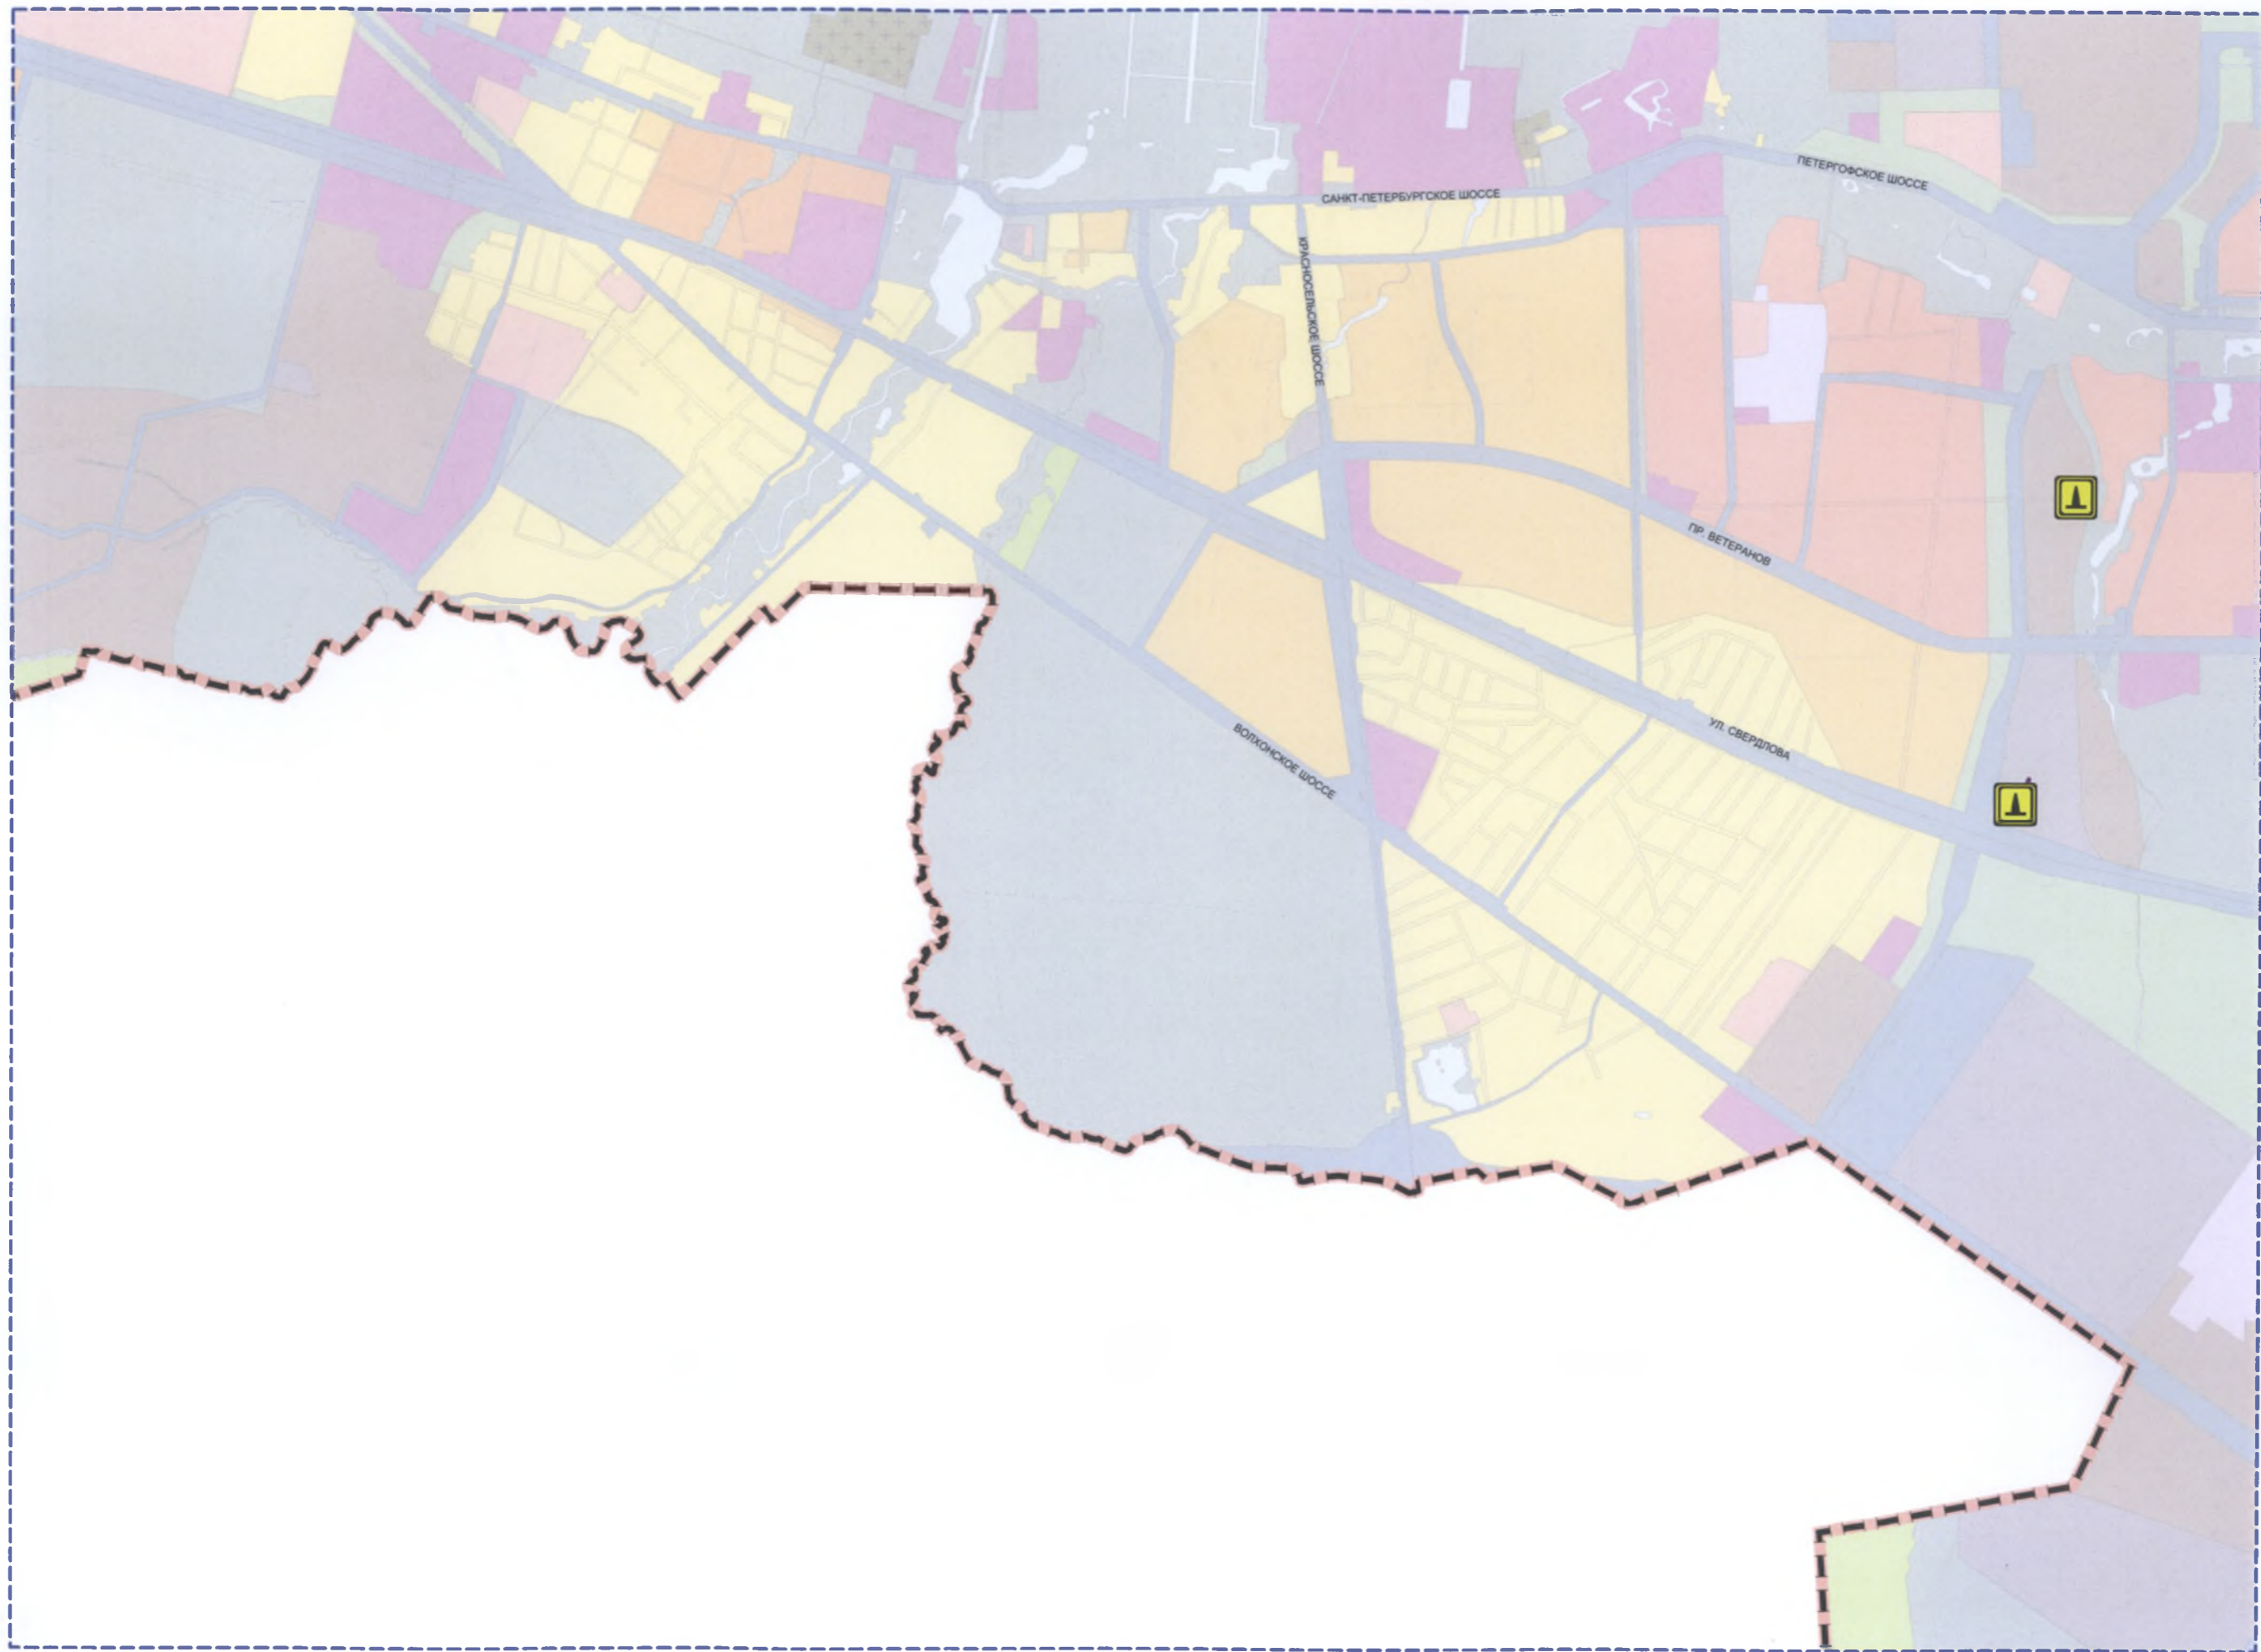 ПЕТЕРГОФСКОЕ ШОССЕ
САНКТ-ПЕТЕРБУРГСКОЕ ШОССЕ
КРАСНОСЕЛЬСКОЕ ШОССЕ
ПР. ВЕТЕРАНОВ
УЛ. СВЕРДЛОВА
ВОЛХОНСКОЕ ШОССЕ